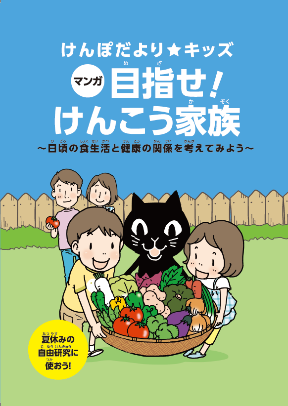 けんぽだより★キッズ
マンガ
目指せ!
けんこう家族
～日頃の食生活と健康の関係を考えてみよう～
夏休みの
自由研究に
使おう!